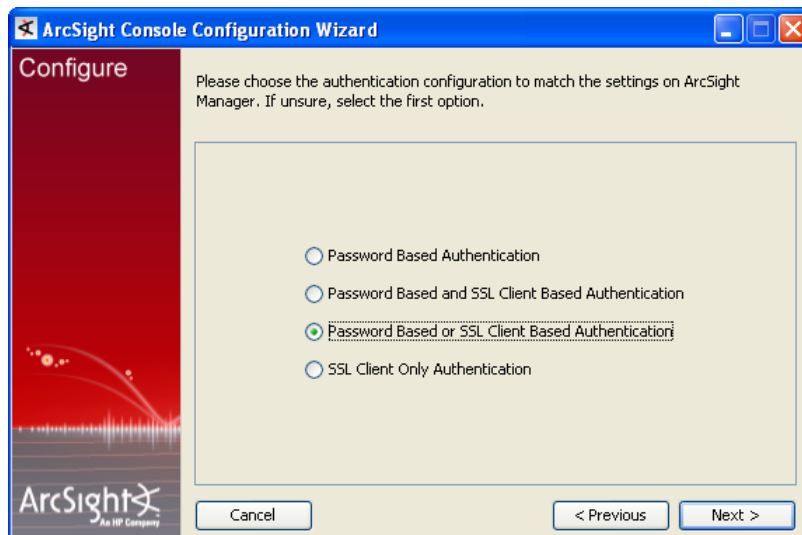 ArcSight Console Configuration Wizard
Configure
Please choose the authentication configuration to match the settings on ArcSight
Manager. If unsure, select the first option.
Password Based Authentication
Password Based and SSL Client Based Authentication
Password Based or SSL Client Based Authentication
SSL Client Only Authentication
ArcSight
An HP Company
Cancel
< Previous
Next >